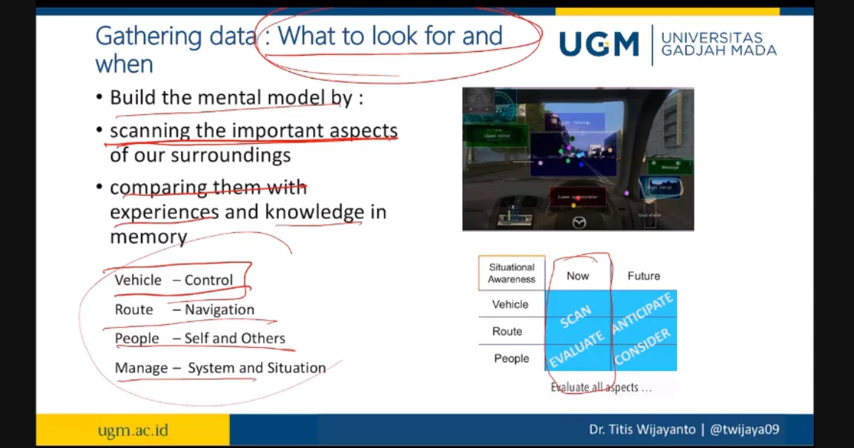 Gathering data : What to look for and
when
UGM
UNIVERSITAS
GADJAH MADA
• Build the mental model by :
• scanning the important aspects
of our surroundings
• comparing them with
experiences and knowledge in
memory
Vehicle – Control
Route – Navigation
People – Self and Others
Manage – System and Situation
Situational
Awareness
Now
Future
Vehicle
Route
People
SCAN
EVALUATE
ANTICIPATE
CONSIDER
Evaluate all aspects ...
ugm.ac.id
Dr. Titis Wijayanto | @twijaya09